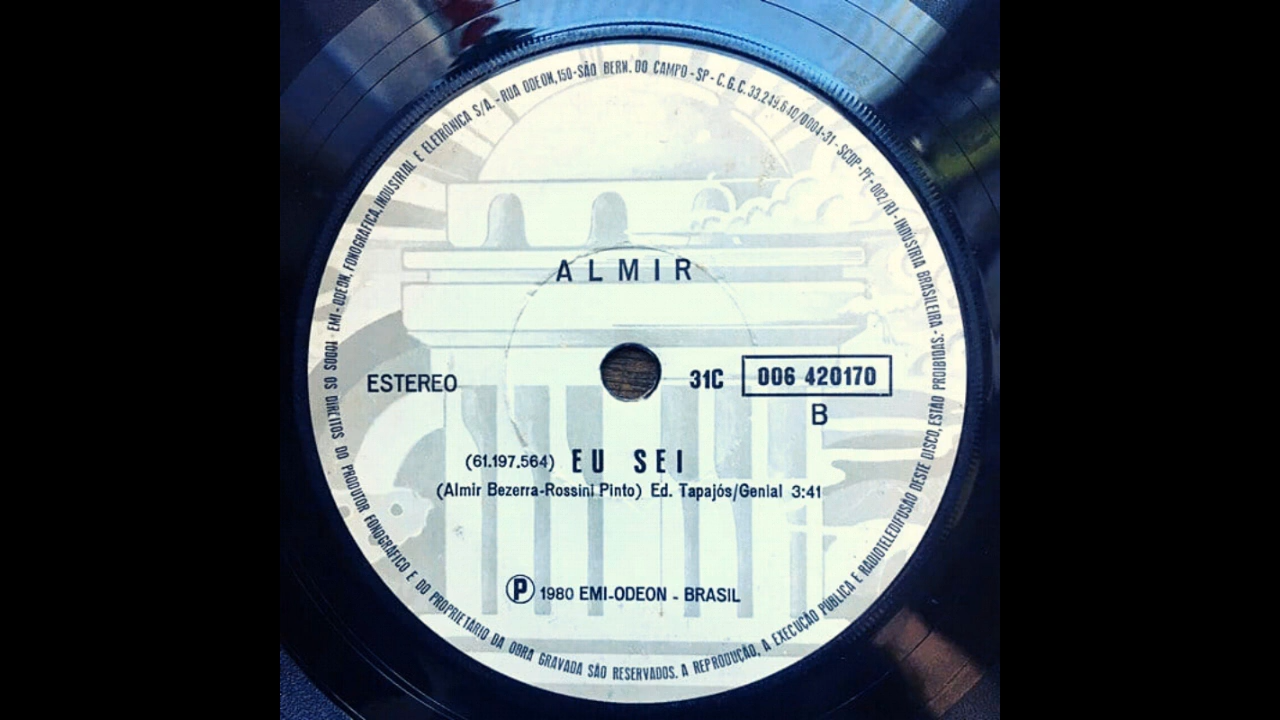 EMI - ODEON, FONOGRÁFICA, INDUSTRIAL E ELETRÔNICA S/A. - RUA ODEON, 150 - SÃO BERN. DO CAMPO - SP - C.G.C. 33.249.640/0004-31 - SCDP - PF - 002/RJ - INDÚSTRIA BRASILEIRA -
ALMIR
ESTEREO
31C 006 420170
B
(61.197.564) EU SEI
(Almir Bezerra-Rossini Pinto) Ed. Tapajós/Genial 3:41
P 1980 EMI-ODEON - BRASIL
TODOS OS DIREITOS DO PRODUTOR FONOGRÁFICO E DO PROPRIETÁRIO DA OBRA GRAVADA SÃO RESERVADOS. A REPRODUÇÃO, A EXECUÇÃO PÚBLICA E RADIOTELEDIFUSÃO DESTE DISCO, ESTÃO PROIBIDAS.